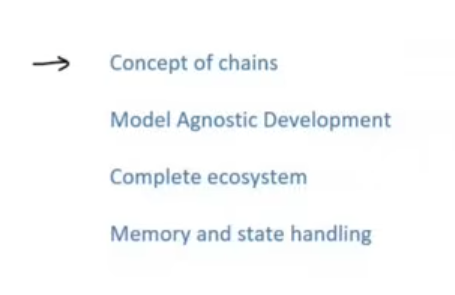 Concept of chains
Model Agnostic Development
Complete ecosystem
Memory and state handling